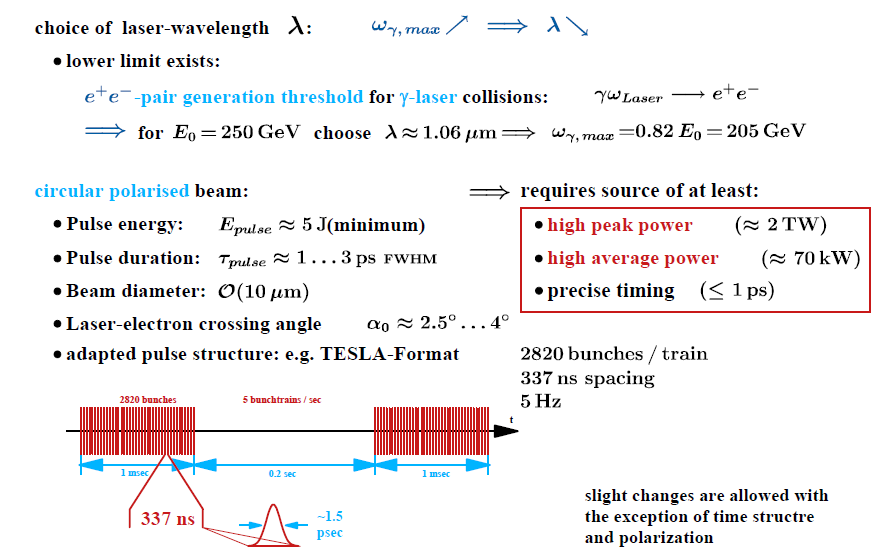 choice of laser-wavelength λ: ω_γ,max ↗ ⟹ λ ↘
• lower limit exists:
e⁺e⁻-pair generation threshold for γ-laser collisions: γω_Laser ⟶ e⁺e⁻
⟹ for E₀ = 250 GeV choose λ ≈ 1.06 μm ⟹ ω_γ,max = 0.82 E₀ = 205 GeV
circular polarised beam: ⟹ requires source of at least:
• Pulse energy: E_pulse ≈ 5 J(minimum)
• Pulse duration: τ_pulse ≈ 1...3 ps FWHM
• Beam diameter: 𝒪(10 μm)
• Laser-electron crossing angle α₀ ≈ 2.5°...4°
• adapted pulse structure: e.g. TESLA-Format
• high peak power (≈ 2 TW)
• high average power (≈ 70 kW)
• precise timing (≤ 1 ps)
2820 bunches / train
337 ns spacing
5 Hz
2820 bunches
5 bunchtrains / sec
t
1 msec
0.2 sec
1 msec
337 ns
~1.5
psec
slight changes are allowed with
the exception of time structre
and polarization